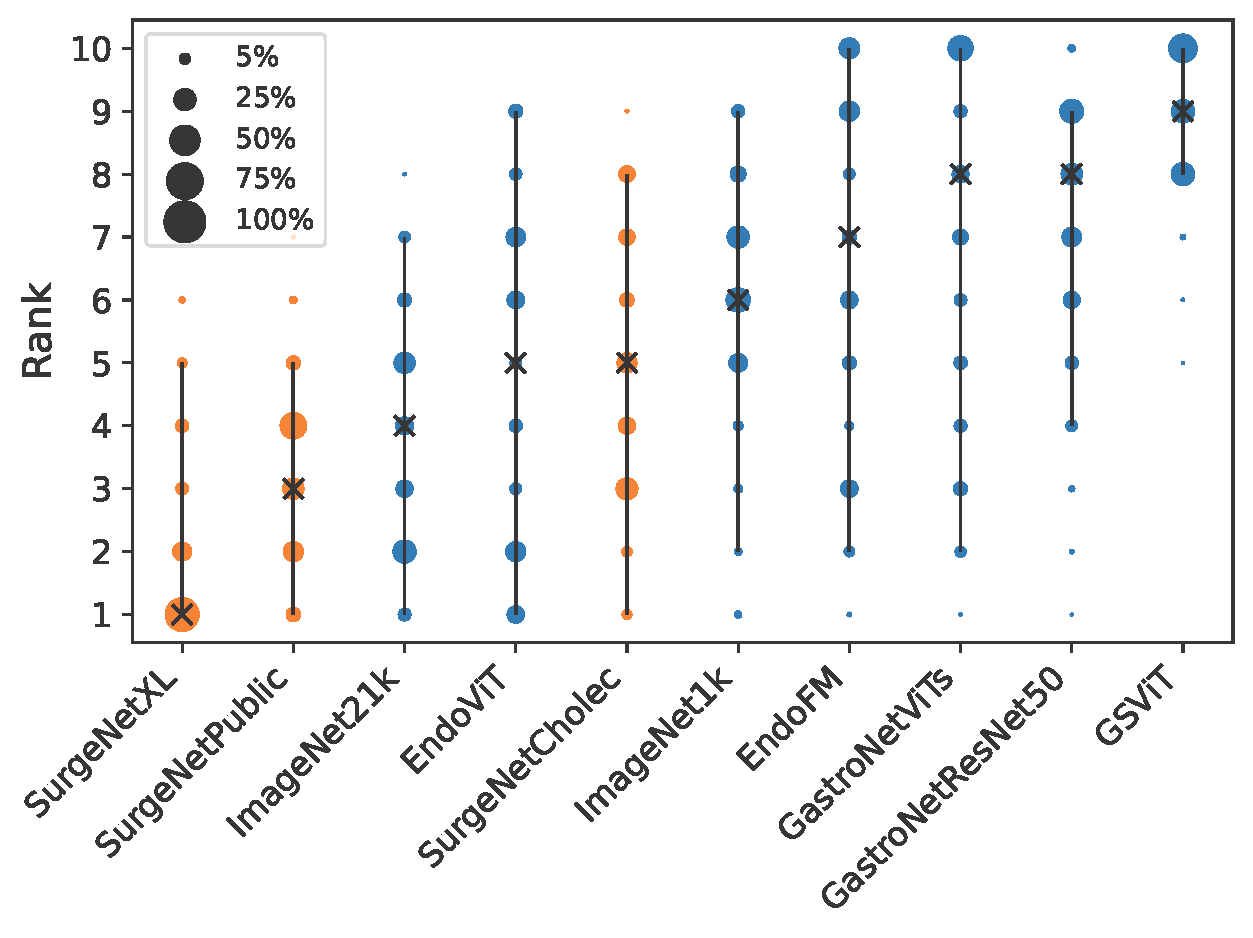 10
9
8
7
6
5
4
3
2
1
Rank
5%
25%
50%
75%
100%
SurgeNetXL
SurgeNetPublic
ImageNet21k
EndoViT
SurgeNetCholec
ImageNet1k
EndoFM
GastroNetViTs
GastroNetResNet50
GSViT